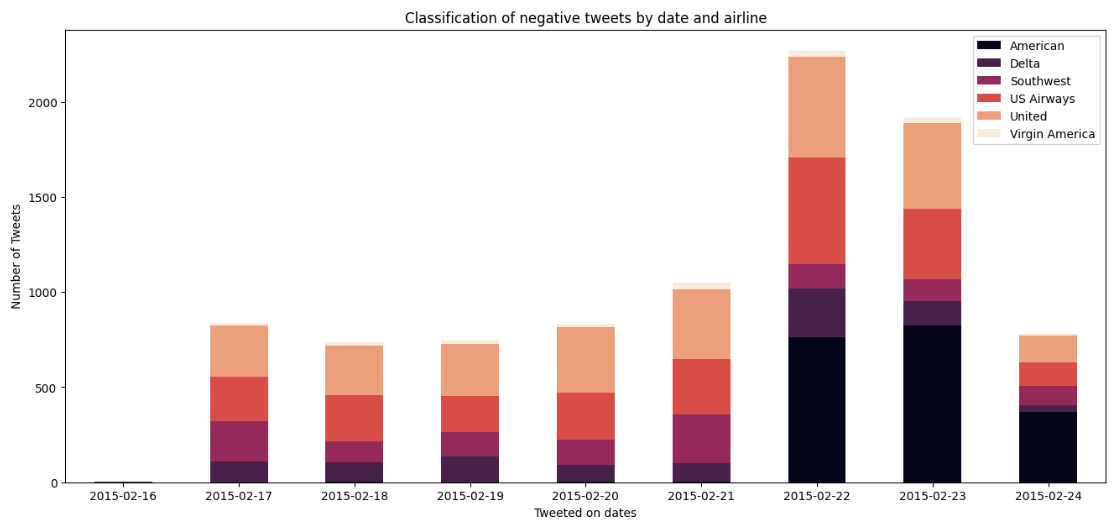 Classification of negative tweets by date and airline
American
Delta
Southwest
US Airways
United
Virgin America
Number of Tweets
2000
1500
1000
500
0
2015-02-16 2015-02-17 2015-02-18 2015-02-19 2015-02-20 2015-02-21 2015-02-22 2015-02-23 2015-02-24
Tweeted on dates